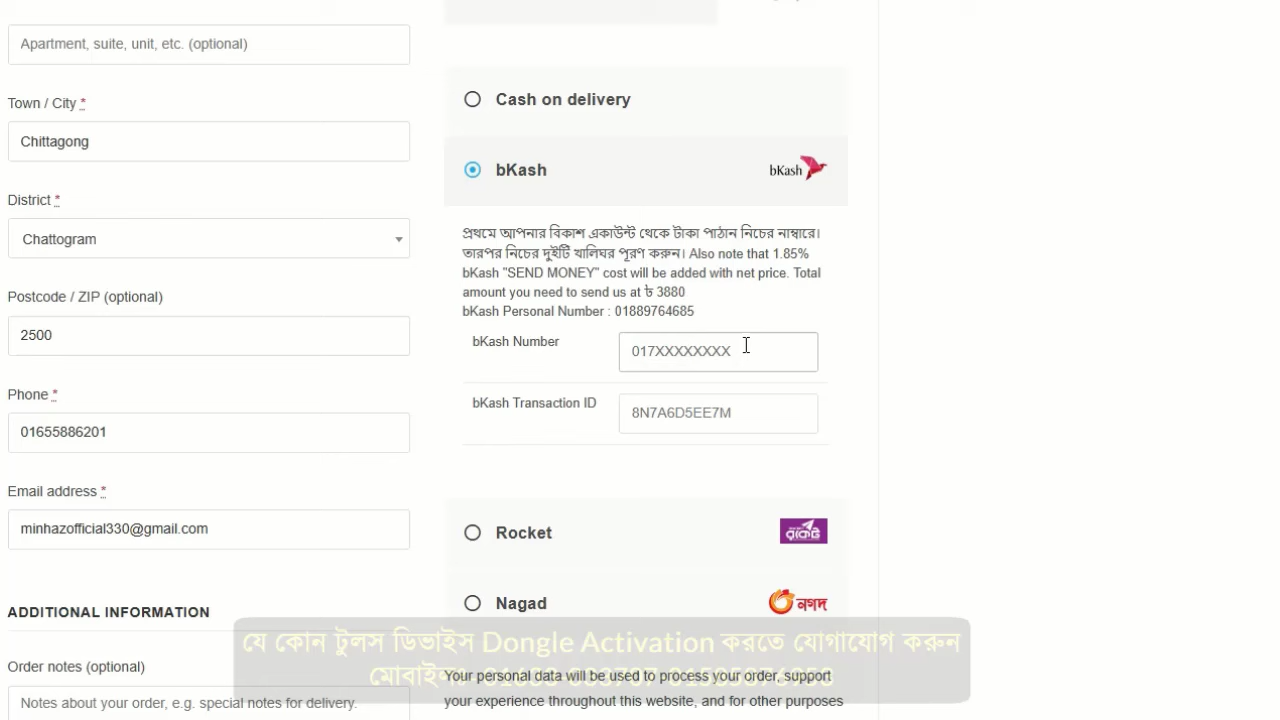 Apartment, suite, unit, etc. (optional)
Town / City *
Chittagong
District *
Chattogram
Postcode / ZIP (optional)
2500
Phone *
01655886201
Email address *
minhazofficial330@gmail.com
ADDITIONAL INFORMATION
Order notes (optional)
Notes about your order, e.g. special notes for delivery.
Cash on delivery
bKash
bKash
প্রথমে আপনার বিকাশ একাউন্ট থেকে টাকা পাঠান নিচের নাম্বারে।
তারপর নিচের দুইটি খালিঘর পূরণ করুন। Also note that 1.85%
bKash "SEND MONEY" cost will be added with net price. Total
amount you need to send us at ৳ 3880
bKash Personal Number : 01889764685
bKash Number
017XXXXXXXX
bKash Transaction ID
8N7A6D5EE7M
Rocket
রকেট
Nagad
নগদ
যে কোন টুলস ডিভাইস Dongle Activation করতে যোগাযোগ করুন
মোবাইলঃ
Your personal data will be used to process your order, support
your experience throughout this website, and for other purposes